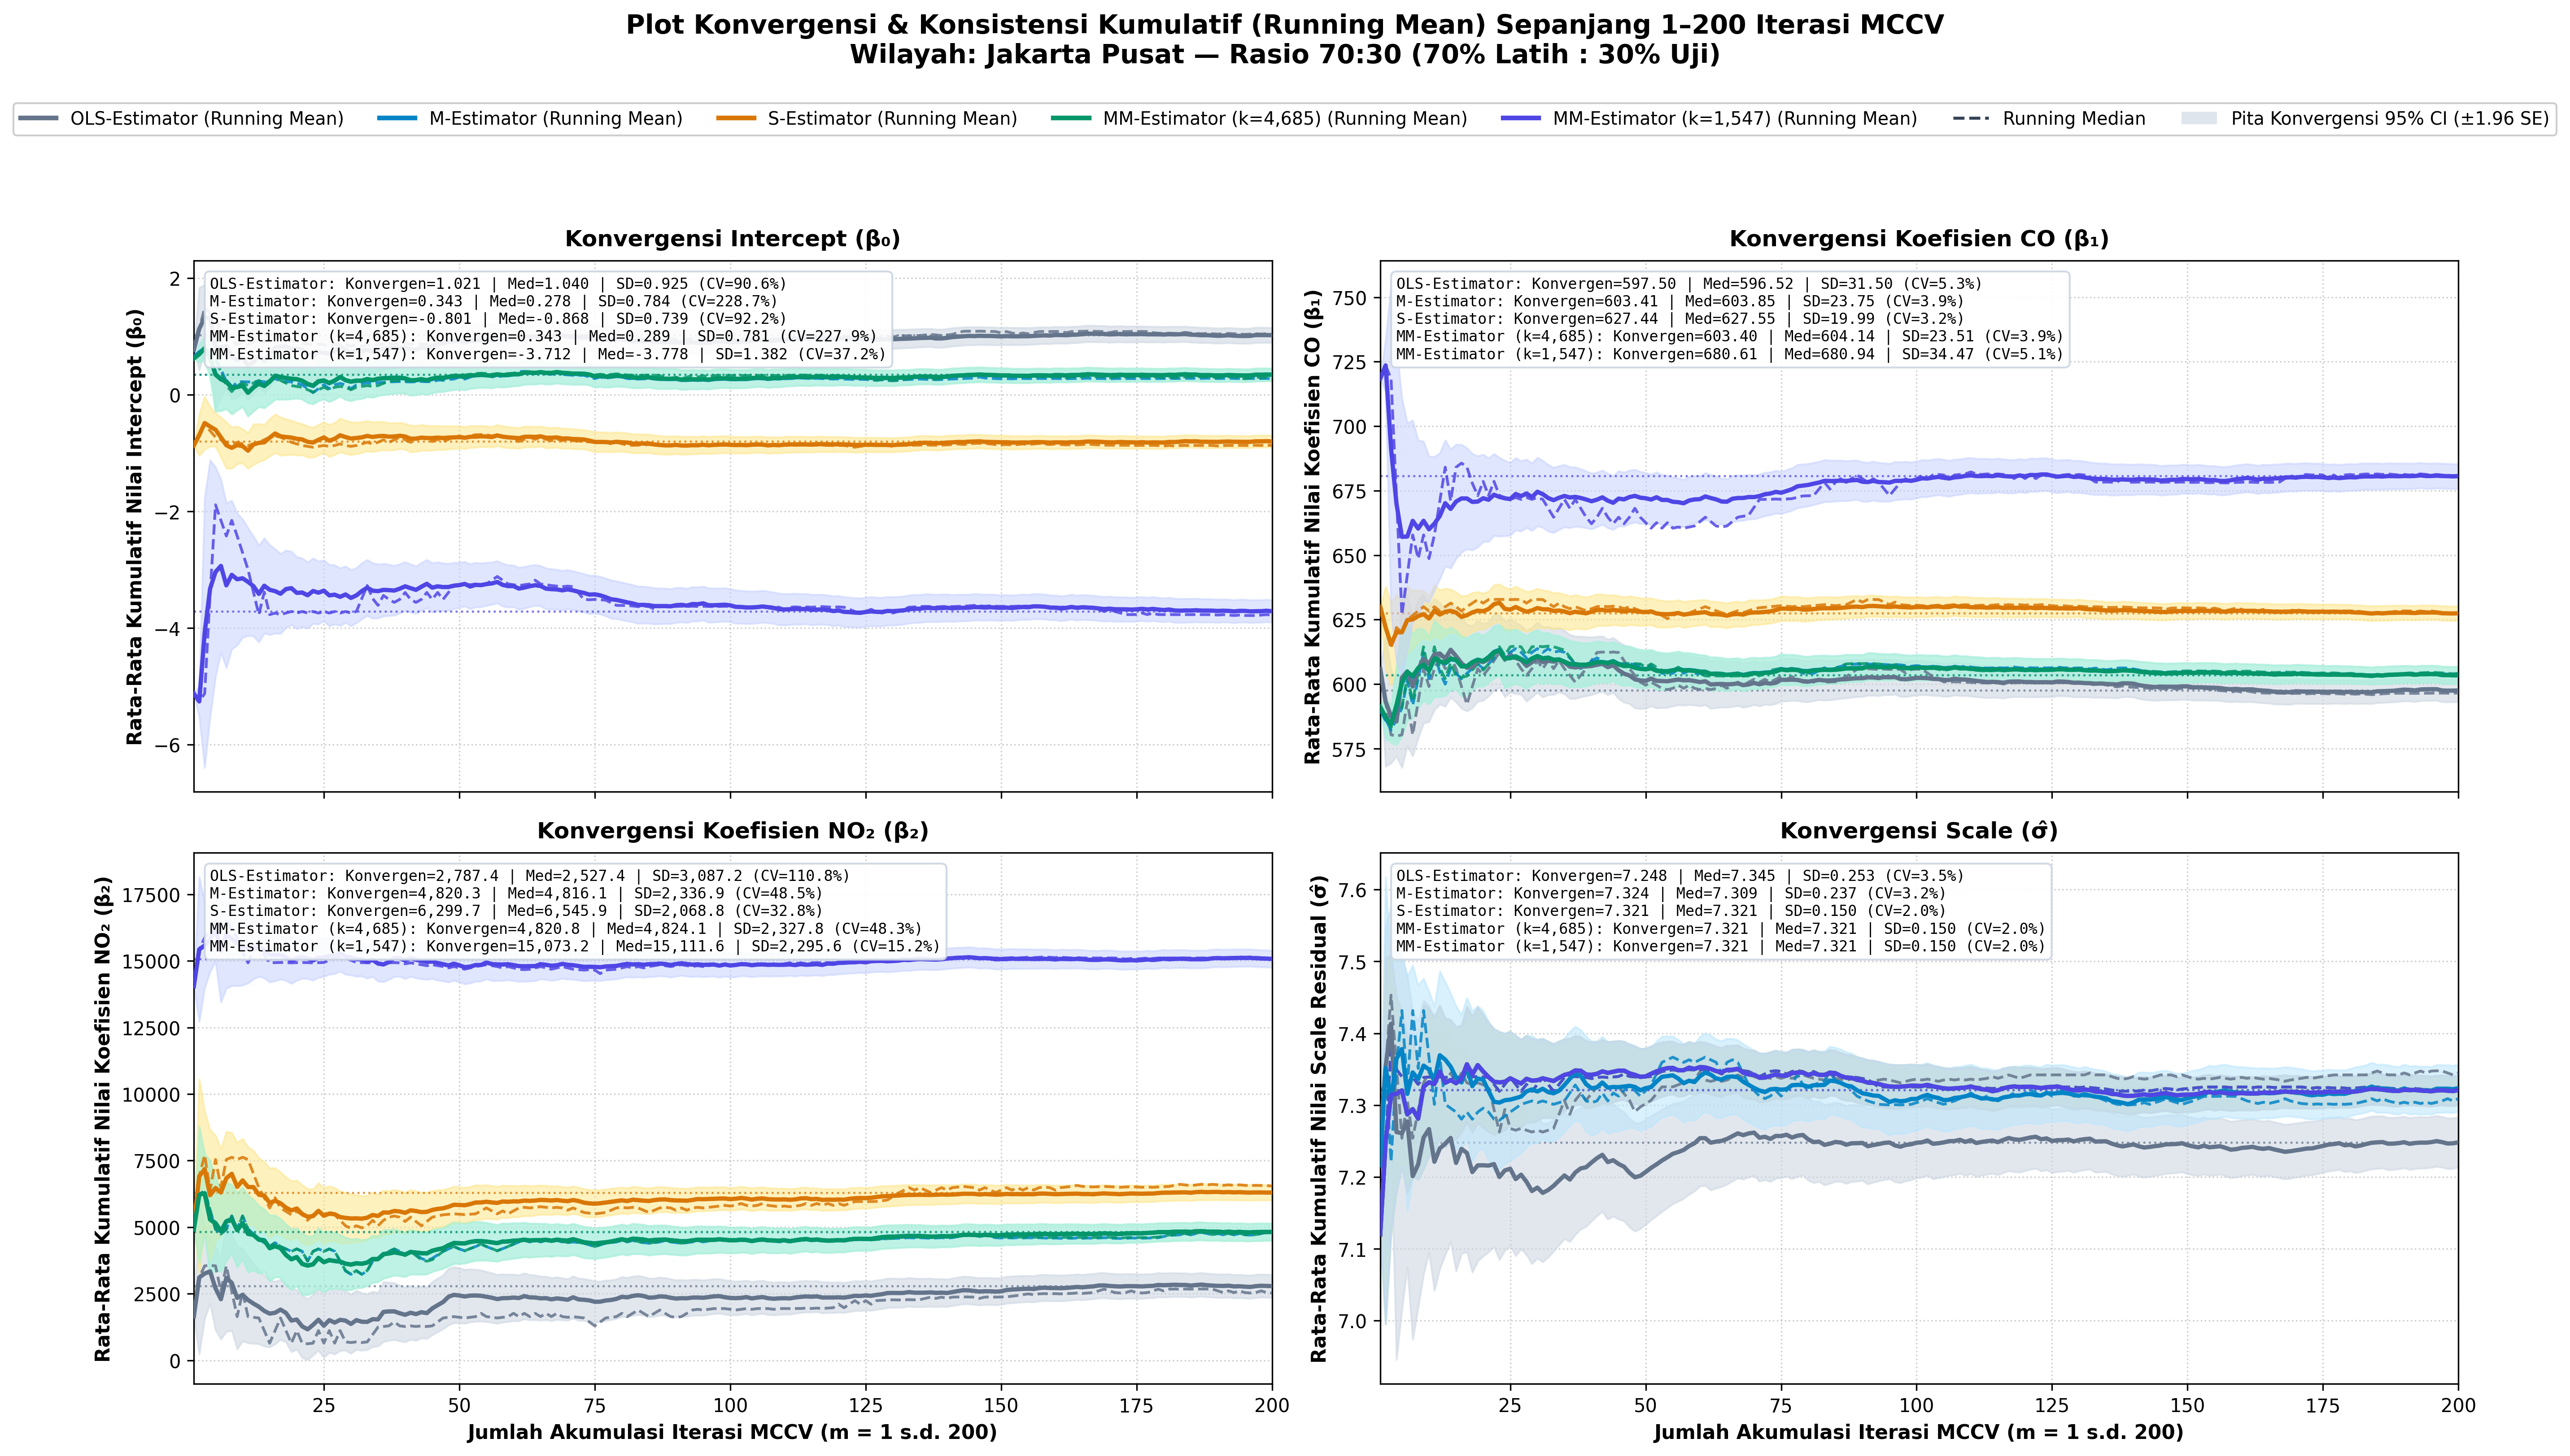 Plot Konvergensi & Konsistensi Kumulatif (Running Mean) Sepanjang 1–200 Iterasi MCCV
Wilayah: Jakarta Pusat — Rasio 70:30 (70% Latih : 30% Uji)
OLS-Estimator (Running Mean)
M-Estimator (Running Mean)
S-Estimator (Running Mean)
MM-Estimator (k=4,685) (Running Mean)
MM-Estimator (k=1,547) (Running Mean)
Running Median
Pita Konvergensi 95% CI (±1.96 SE)
Konvergensi Intercept (β₀)
OLS-Estimator: Konvergen=1.021 | Med=1.040 | SD=0.925 (CV=90.6%)
M-Estimator: Konvergen=0.343 | Med=0.278 | SD=0.784 (CV=228.7%)
S-Estimator: Konvergen=-0.801 | Med=-0.868 | SD=0.739 (CV=92.2%)
MM-Estimator (k=4,685): Konvergen=0.343 | Med=0.289 | SD=0.781 (CV=227.9%)
MM-Estimator (k=1,547): Konvergen=-3.712 | Med=-3.778 | SD=1.382 (CV=37.2%)
Rata-Rata Kumulatif Nilai Intercept (β₀)
2
1
0
−2
−4
−6
Konvergensi Koefisien CO (β₁)
OLS-Estimator: Konvergen=597.50 | Med=596.52 | SD=31.50 (CV=5.3%)
M-Estimator: Konvergen=603.41 | Med=603.85 | SD=23.75 (CV=3.9%)
S-Estimator: Konvergen=627.44 | Med=627.55 | SD=19.99 (CV=3.2%)
MM-Estimator (k=4,685): Konvergen=603.40 | Med=604.14 | SD=23.51 (CV=3.9%)
MM-Estimator (k=1,547): Konvergen=680.61 | Med=680.94 | SD=34.47 (CV=5.1%)
Rata-Rata Kumulatif Nilai Koefisien CO (β₁)
750
725
700
675
650
625
600
575
Konvergensi Koefisien NO₂ (β₂)
OLS-Estimator: Konvergen=2,787.4 | Med=2,527.4 | SD=3,087.2 (CV=110.8%)
M-Estimator: Konvergen=4,820.3 | Med=4,816.1 | SD=2,336.9 (CV=48.5%)
S-Estimator: Konvergen=6,299.7 | Med=6,545.9 | SD=2,068.8 (CV=32.8%)
MM-Estimator (k=4,685): Konvergen=4,820.8 | Med=4,824.1 | SD=2,327.8 (CV=48.3%)
MM-Estimator (k=1,547): Konvergen=15,073.2 | Med=15,111.6 | SD=2,295.6 (CV=15.2%)
Rata-Rata Kumulatif Nilai Koefisien NO₂ (β₂)
17500
15000
12500
10000
7500
5000
2500
0
25 50 75 100 125 150 175 200
Jumlah Akumulasi Iterasi MCCV (m = 1 s.d. 200)
Konvergensi Scale (σ̂)
OLS-Estimator: Konvergen=7.248 | Med=7.345 | SD=0.253 (CV=3.5%)
M-Estimator: Konvergen=7.324 | Med=7.309 | SD=0.237 (CV=3.2%)
S-Estimator: Konvergen=7.321 | Med=7.321 | SD=0.150 (CV=2.0%)
MM-Estimator (k=4,685): Konvergen=7.321 | Med=7.321 | SD=0.150 (CV=2.0%)
MM-Estimator (k=1,547): Konvergen=7.321 | Med=7.321 | SD=0.150 (CV=2.0%)
Rata-Rata Kumulatif Nilai Scale Residual (σ̂)
7.6
7.5
7.4
7.3
7.2
7.1
7.0
25 50 75 100 125 150 175 200
Jumlah Akumulasi Iterasi MCCV (m = 1 s.d. 200)